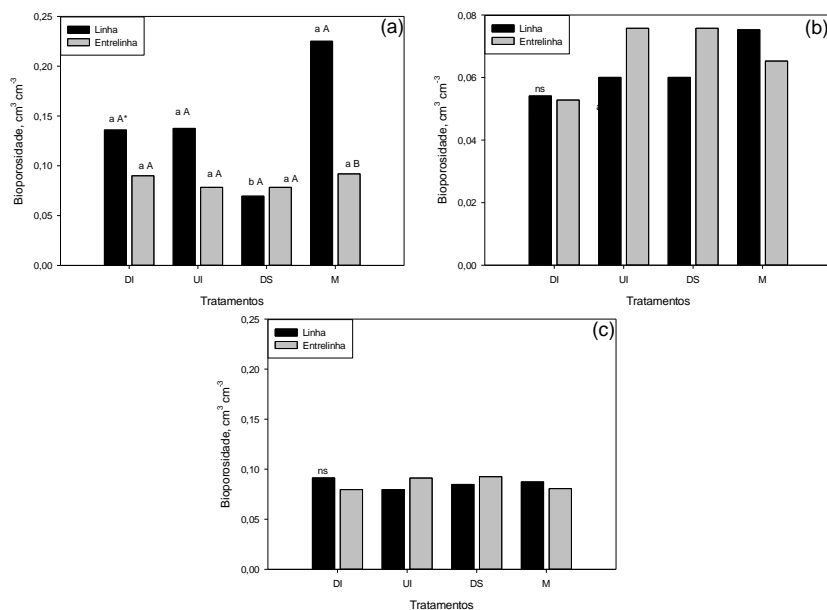 (a)
Linha
Entrelinha
Bioporosidade, cm³ cm⁻³
0,25
0,20
0,15
0,10
0,05
0,00
a A*
a A
a A
a A
b A
a A
a A
a B
DI
UI
DS
M
Tratamentos
(b)
Linha
Entrelinha
Bioporosidade, cm³ cm⁻³
0,08
0,06
0,04
0,02
0,00
ns
a
DI
UI
DS
M
Tratamentos
(c)
Linha
Entrelinha
Bioporosidade, cm³ cm⁻³
0,25
0,20
0,15
0,10
0,05
0,00
ns
DI
UI
DS
M
Tratamentos